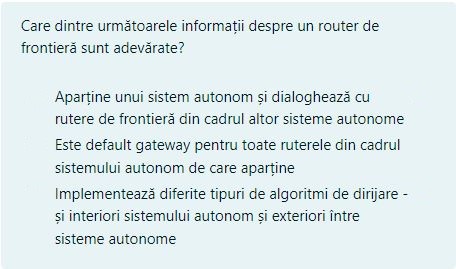 Care dintre următoarele informații despre un router de
frontieră sunt adevărate?
Aparține unui sistem autonom și dialoghează cu
rutere de frontieră din cadrul altor sisteme autonome
Este default gateway pentru toate ruterele din cadrul
sistemului autonom de care aparține
Implementează diferite tipuri de algoritmi de dirijare -
și interiori sistemului autonom și exteriori între
sisteme autonome